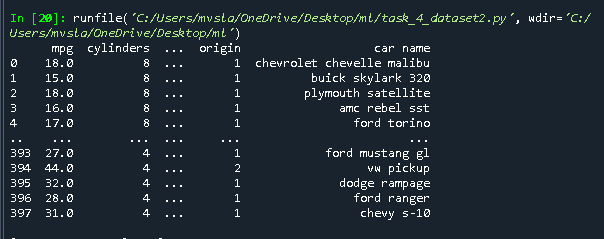 In [20]: runfile('C:/Users/mvsla/OneDrive/Desktop/ml/task_4_dataset2.py', wdir='C:/
Users/mvsla/OneDrive/Desktop/ml')
mpg cylinders ... origin car name
0 18.0 8 ... 1 chevrolet chevelle malibu
1 15.0 8 ... 1 buick skylark 320
2 18.0 8 ... 1 plymouth satellite
3 16.0 8 ... 1 amc rebel sst
4 17.0 8 ... 1 ford torino
.. ... ... ... ... ...
393 27.0 4 ... 1 ford mustang gl
394 44.0 4 ... 2 vw pickup
395 32.0 4 ... 1 dodge rampage
396 28.0 4 ... 1 ford ranger
397 31.0 4 ... 1 chevy s-10